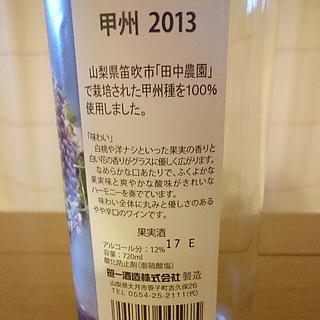 甲州 2013
山梨県笛吹市「田中農園」
で栽培された甲州種を100%
使用しました。
「味わい」
白桃や洋ナシといった果実の香りと
白い花の香りがグラスに優しく広がります。
なめらかな口あたりで、ふくよかな
果実味と爽やかな酸味がきれいな
ハーモニーを奏でています。
味わい全体に丸みと優しさのある
やや辛口のワインです。
果実酒
アルコール分：12% 17 E
容量：720ml
酸化防止剤（亜硫酸塩）
笹一酒造株式会社 製造
山梨県大月市笹子町吉久保26
TEL 0554-25-2111（代）